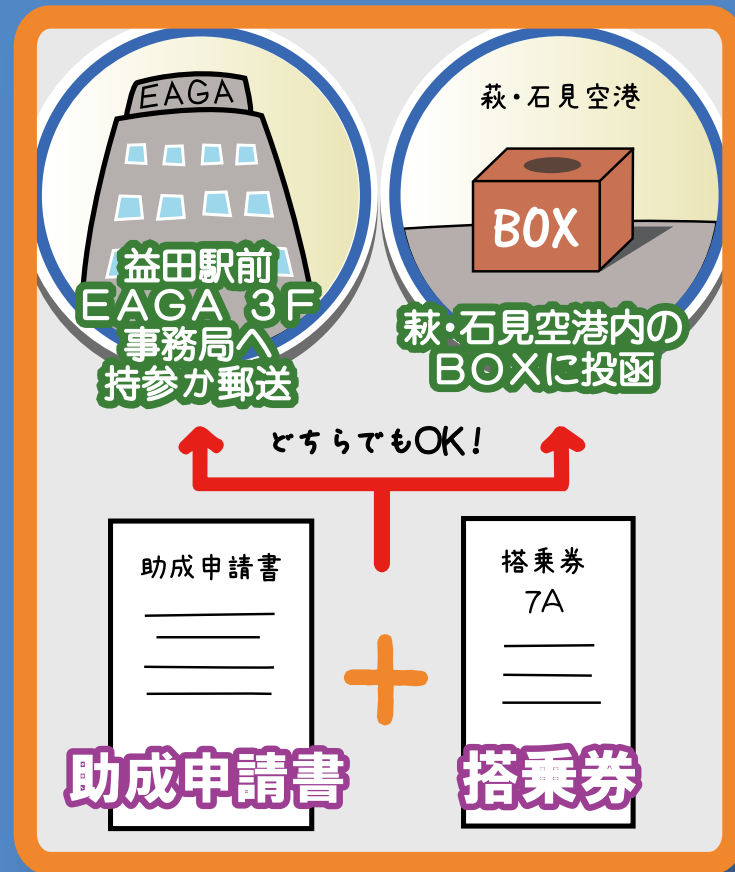 EAGA
益田駅前
EAGA 3F
事務局へ
持参か郵送
萩・石見空港
BOX
萩・石見空港内の
BOXに投函
どちらでもOK!
助成申請書
助成申請書
搭乗券
7A
搭乗券